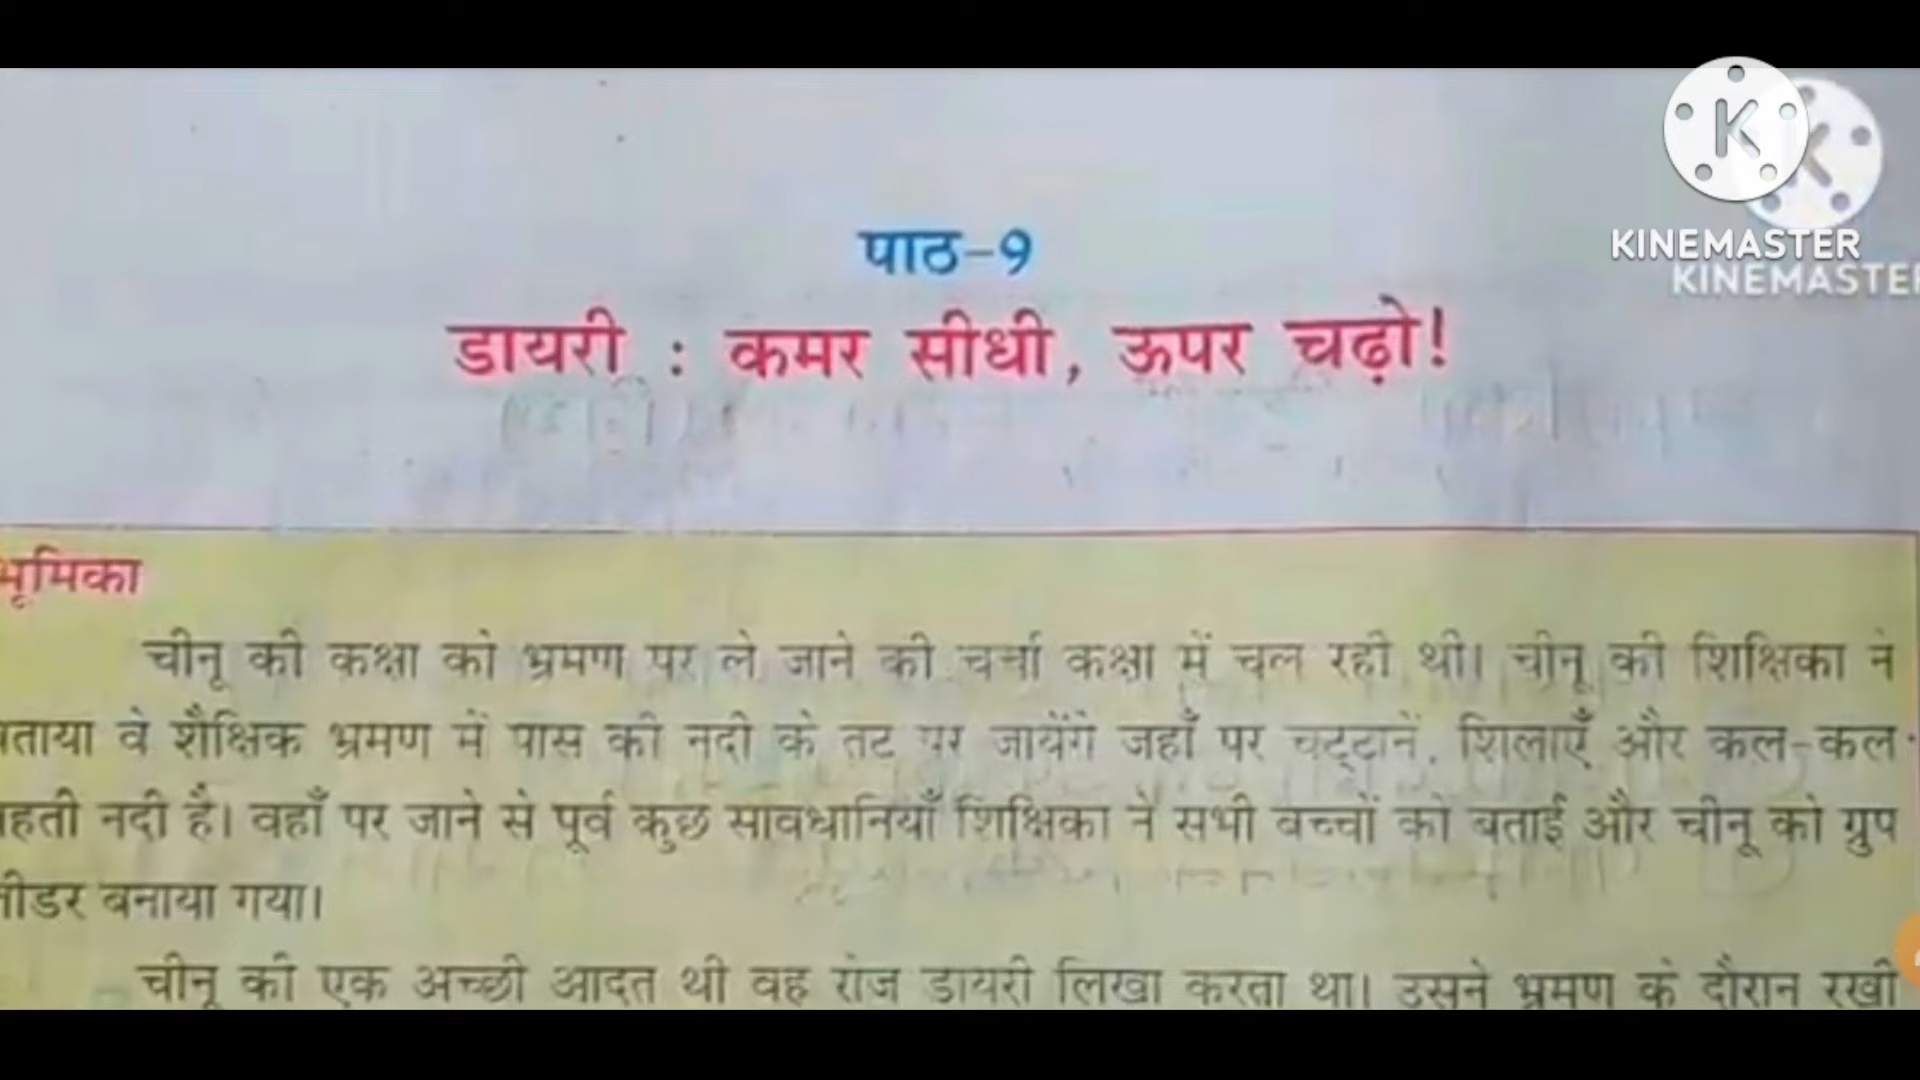 KINEMASTER
KINEMASTE
पाठ-9
डायरी : कमर सीधी, ऊपर चढ़ो!
भूमिका
चीनू की कक्षा को भ्रमण पर ले जाने की चर्चा कक्षा में चल रही थी। चीनू की शिक्षिका ने
बताया वे शैक्षिक भ्रमण में पास की नदी के तट पर जायेंगे जहाँ पर चट्टानें, शिलाएँ और कल-कल
बहती नदी है। वहाँ पर जाने से पूर्व कुछ सावधानियाँ शिक्षिका ने सभी बच्चों को बताई और चीनू को ग्रुप
लीडर बनाया गया।
चीनू की एक अच्छी आदत थी वह रोज डायरी लिखा करता था। उसने भ्रमण के दौरान रखी